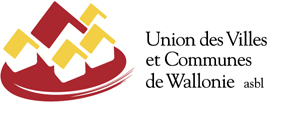 Union des Villes
et Communes
de Wallonie asbl